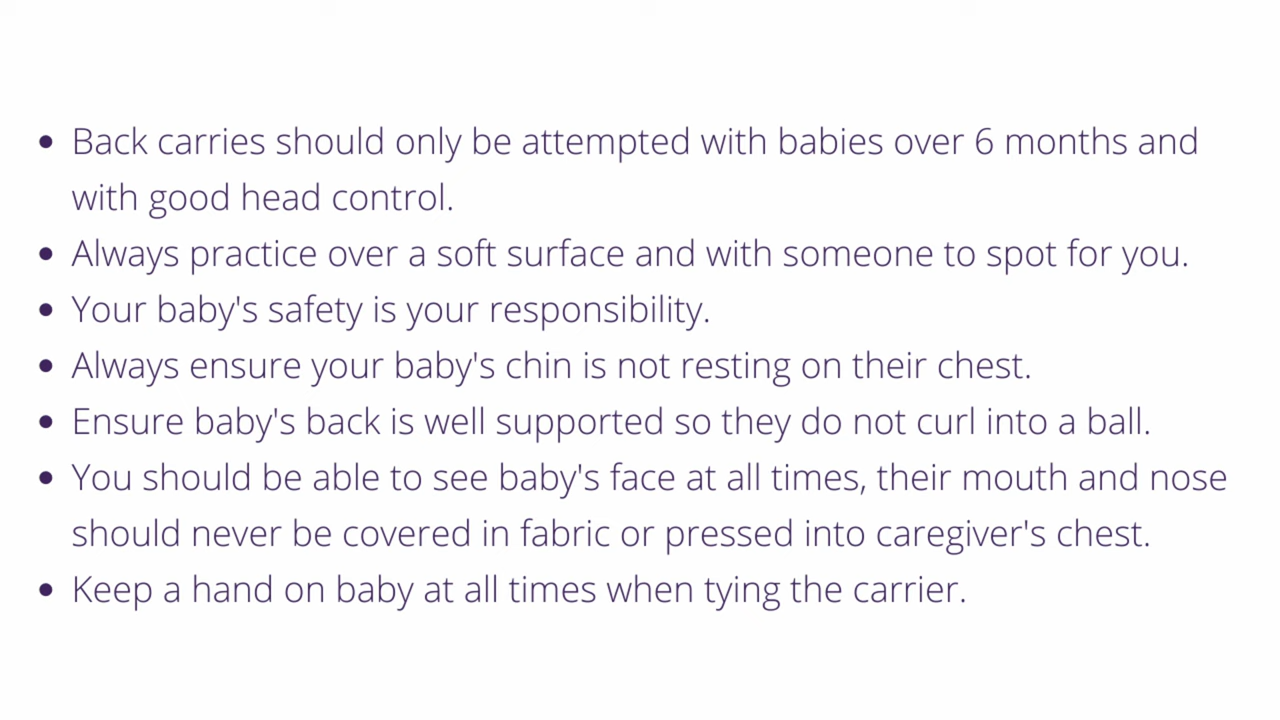 • Back carries should only be attempted with babies over 6 months and
with good head control.
• Always practice over a soft surface and with someone to spot for you.
• Your baby's safety is your responsibility.
• Always ensure your baby's chin is not resting on their chest.
• Ensure baby's back is well supported so they do not curl into a ball.
• You should be able to see baby's face at all times, their mouth and nose
should never be covered in fabric or pressed into caregiver's chest.
• Keep a hand on baby at all times when tying the carrier.